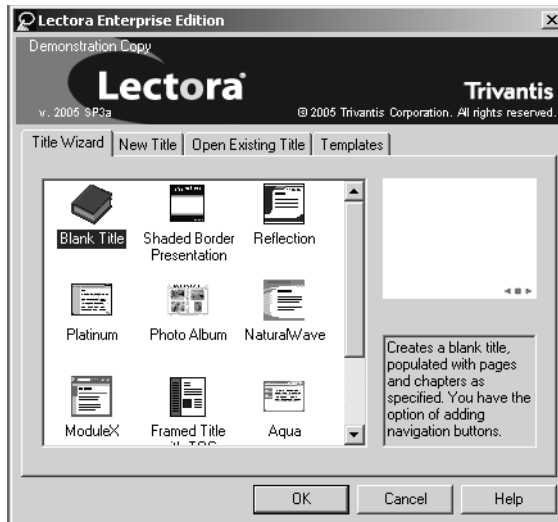 Lectora Enterprise Edition
Demonstration Copy
Lectora
Trivantis
v. 2005 SP3a
© 2005 Trivantis Corporation. All rights reserved.
Title Wizard New Title Open Existing Title Templates
Blank Title Shaded Border Reflection
Presentation
Platinum Photo Album NaturalWave
ModuleX Framed Title Aqua
Creates a blank title,
populated with pages
and chapters as
specified. You have the
option of adding
navigation buttons.
OK Cancel Help